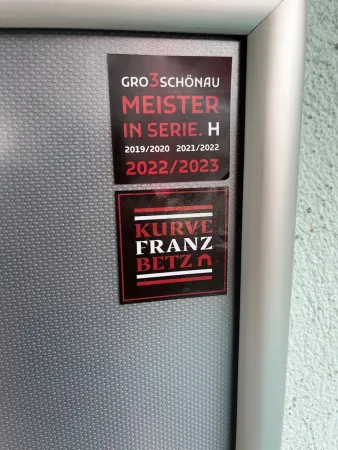 GRO3SCHÖNAU
MEISTER
IN SERIE. H
2019/2020 2021/2022
2022/2023
KURVE
FRANZ
BETZ